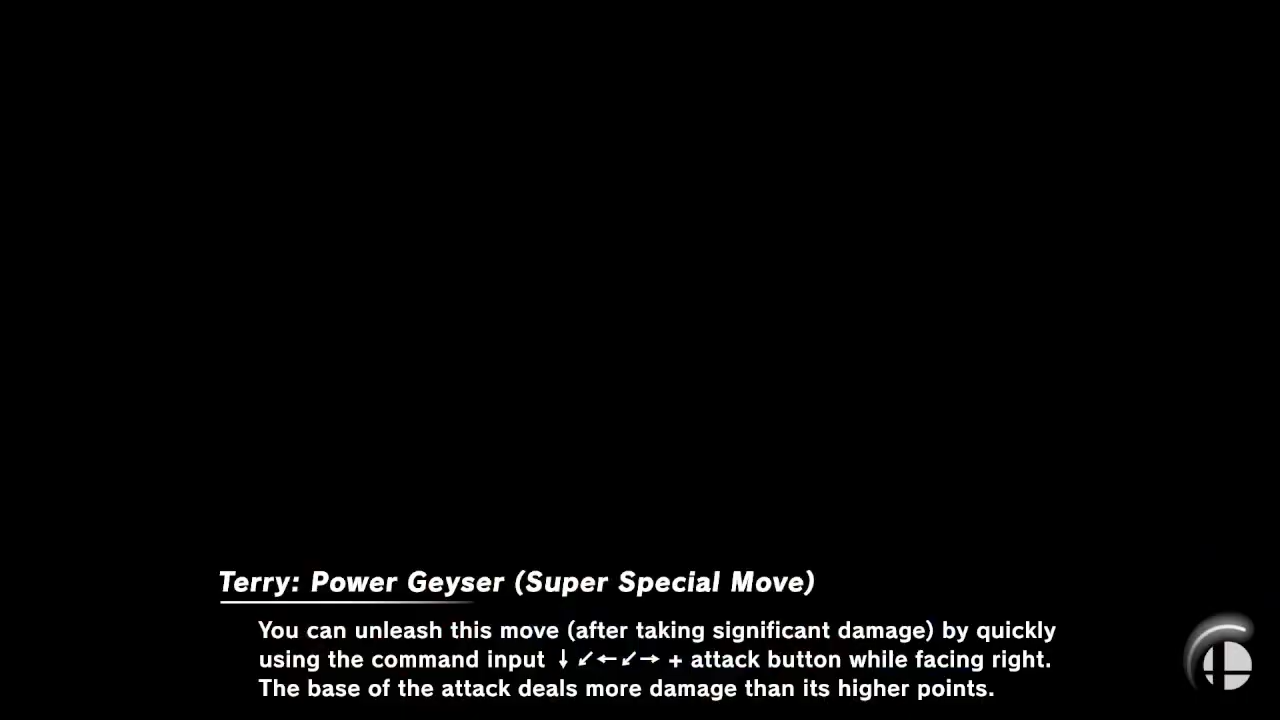 Terry: Power Geyser (Super Special Move)
You can unleash this move (after taking significant damage) by quickly
using the command input ↓↙←↙→ + attack button while facing right.
The base of the attack deals more damage than its higher points.